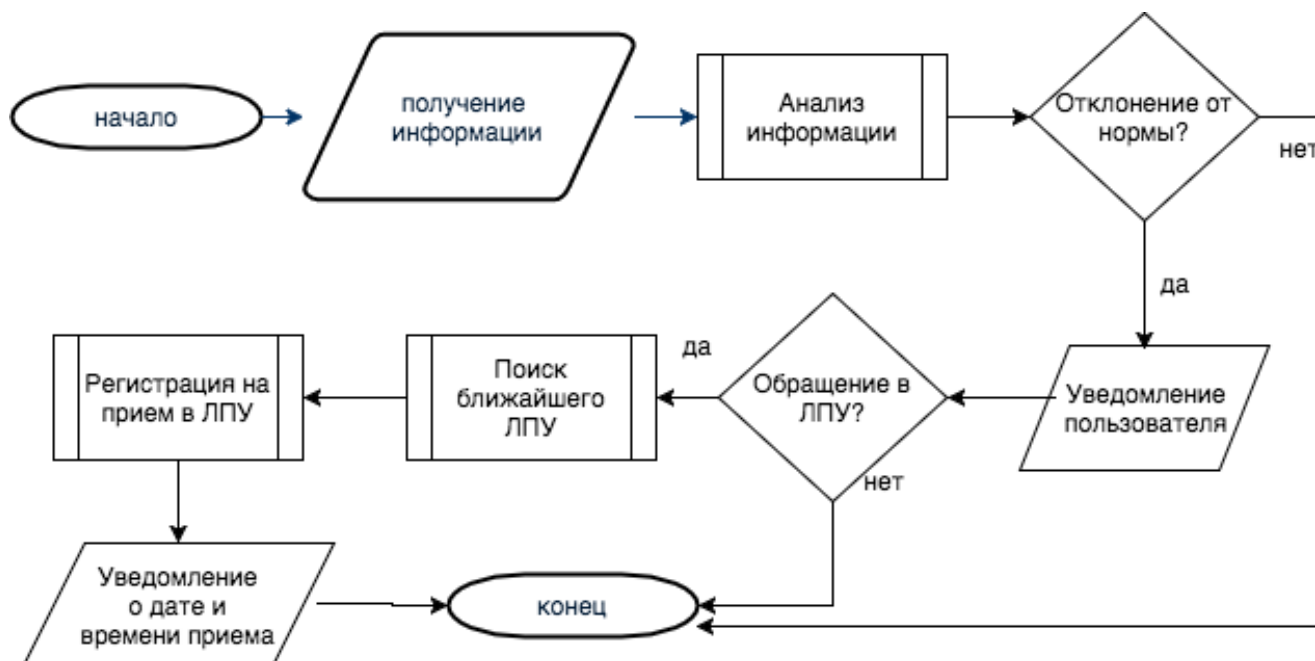 начало
получение
информации
Анализ
информации
Отклонение от
нормы?
нет
да
Уведомление
пользователя
Обращение в
ЛПУ?
да
нет
Поиск
ближайшего
ЛПУ
Регистрация на
прием в ЛПУ
Уведомление
о дате и
времени приема
конец